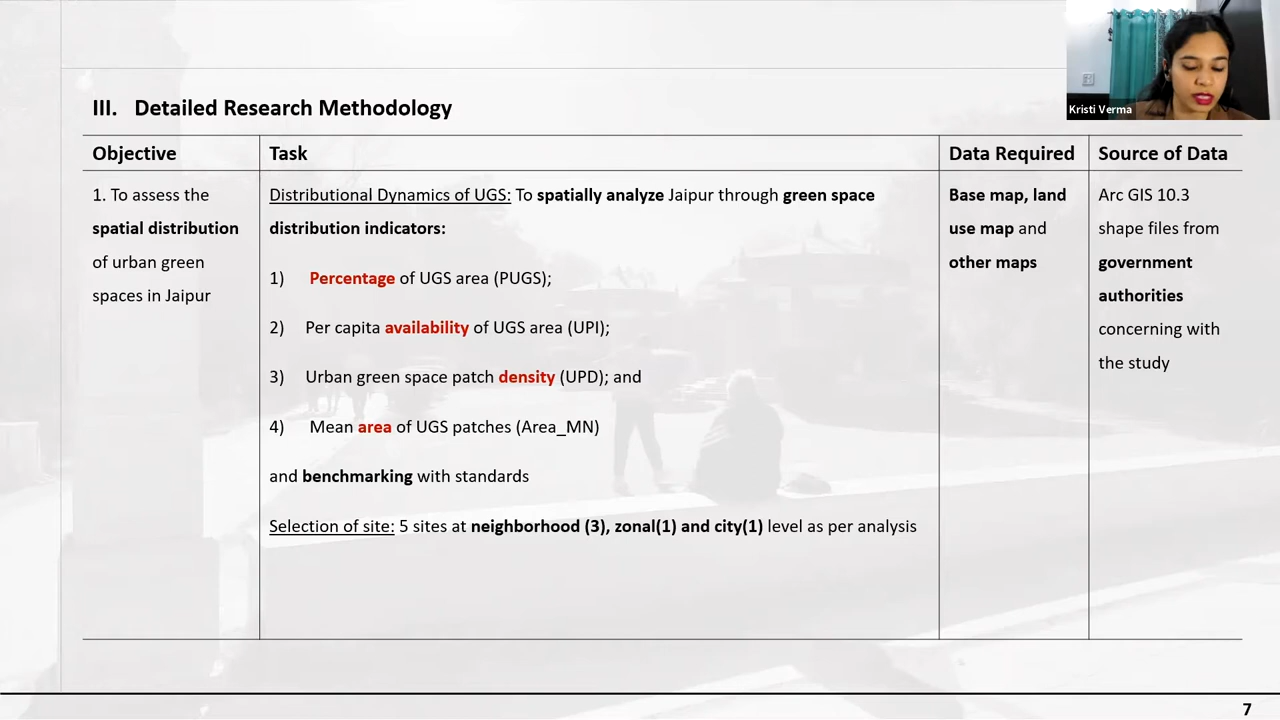 Kristi Verma
III. Detailed Research Methodology
Objective
Task
Data Required
Source of Data
1. To assess the
spatial distribution
of urban green
spaces in Jaipur
Distributional Dynamics of UGS: To spatially analyze Jaipur through green space
distribution indicators:
1) Percentage of UGS area (PUGS);
2) Per capita availability of UGS area (UPI);
3) Urban green space patch density (UPD); and
4) Mean area of UGS patches (Area_MN)
and benchmarking with standards
Selection of site: 5 sites at neighborhood (3), zonal(1) and city(1) level as per analysis
Base map, land
use map and
other maps
Arc GIS 10.3
shape files from
government
authorities
concerning with
the study
7